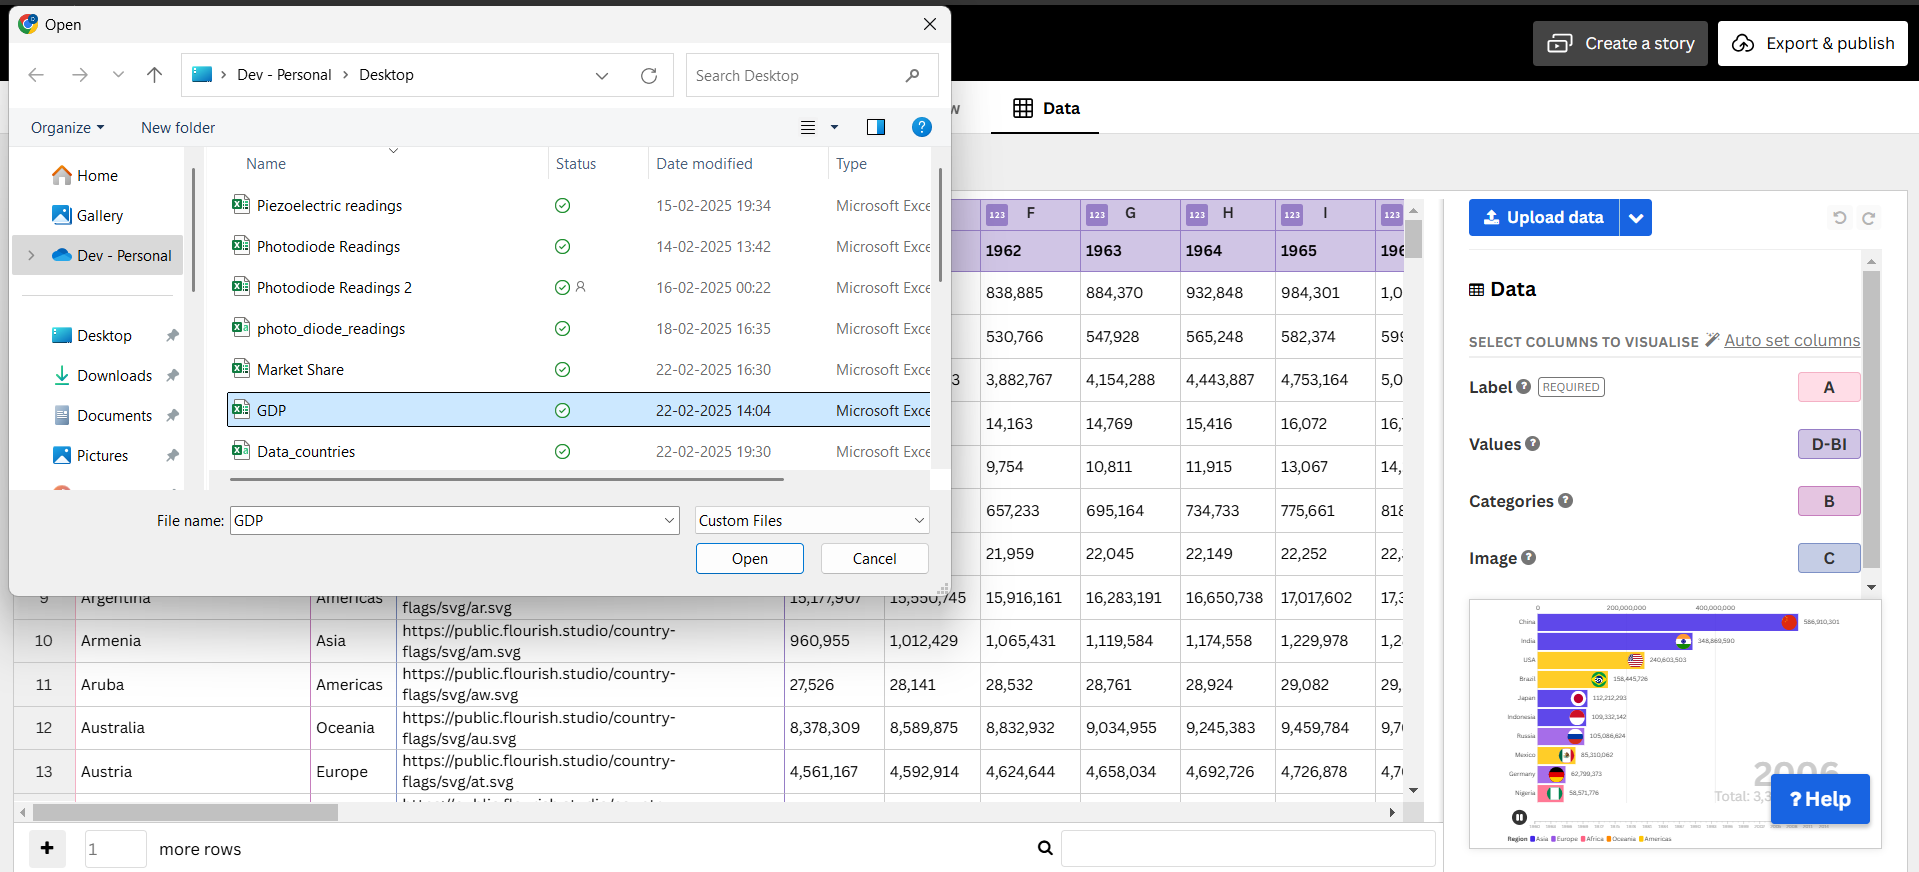 Open
Create a story
Export & publish
Dev - Personal
Desktop
Search Desktop
Data
Organize
New folder
Name
Status
Date modified
Type
Home
Gallery
Dev - Personal
Desktop
Downloads
Documents
Pictures
Piezoelectric readings 15-02-2025 19:34 Microsoft Exce
Photodiode Readings 14-02-2025 13:42 Microsoft Exce
Photodiode Readings 2 16-02-2025 00:22 Microsoft Exce
photo_diode_readings 18-02-2025 16:35 Microsoft Exce
Market Share 22-02-2025 16:30 Microsoft Exce
GDP 22-02-2025 14:04 Microsoft Exce
Data_countries 22-02-2025 19:30 Microsoft Exce
File name: GDP
Custom Files
Open
Cancel
123 F 123 G 123 H 123 I 123
1962 1963 1964 1965 196
838,885 884,370 932,848 984,301 1,0
530,766 547,928 565,248 582,374 599
3 3,882,767 4,154,288 4,443,887 4,753,164 5,0
14,163 14,769 15,416 16,072 16,
9,754 10,811 11,915 13,067 14,
657,233 695,164 734,733 775,661 818
21,959 22,045 22,149 22,252 22,
9 Argentina Americas flags/svg/ar.svg 15,177,907 15,550,745 15,916,161 16,283,191 16,650,738 17,017,602 17,3
10 Armenia Asia https://public.flourish.studio/country-
flags/svg/am.svg 960,955 1,012,429 1,065,431 1,119,584 1,174,558 1,229,978 1,2
11 Aruba Americas https://public.flourish.studio/country-
flags/svg/aw.svg 27,526 28,141 28,532 28,761 28,924 29,082 29,
12 Australia Oceania https://public.flourish.studio/country-
flags/svg/au.svg 8,378,309 8,589,875 8,832,932 9,034,955 9,245,383 9,459,784 9,7
13 Austria Europe https://public.flourish.studio/country-
flags/svg/at.svg 4,561,167 4,592,914 4,624,644 4,658,034 4,692,726 4,726,878 4,7
1 more rows
Upload data
Data
SELECT COLUMNS TO VISUALISE Auto set columns
Label REQUIRED A
Values D-BI
Categories B
Image C
0 200,000,000 400,000,000
China 586,910,301
India 348,869,590
USA 240,603,503
Brazil 158,445,726
Japan 112,212,293
Indonesia 109,332,142
Russia 105,086,624
Mexico 85,310,062
Germany 62,799,373
Nigeria 58,571,776
2006
Total: 3,3
? Help
Region Asia Europe Africa Oceania Americas